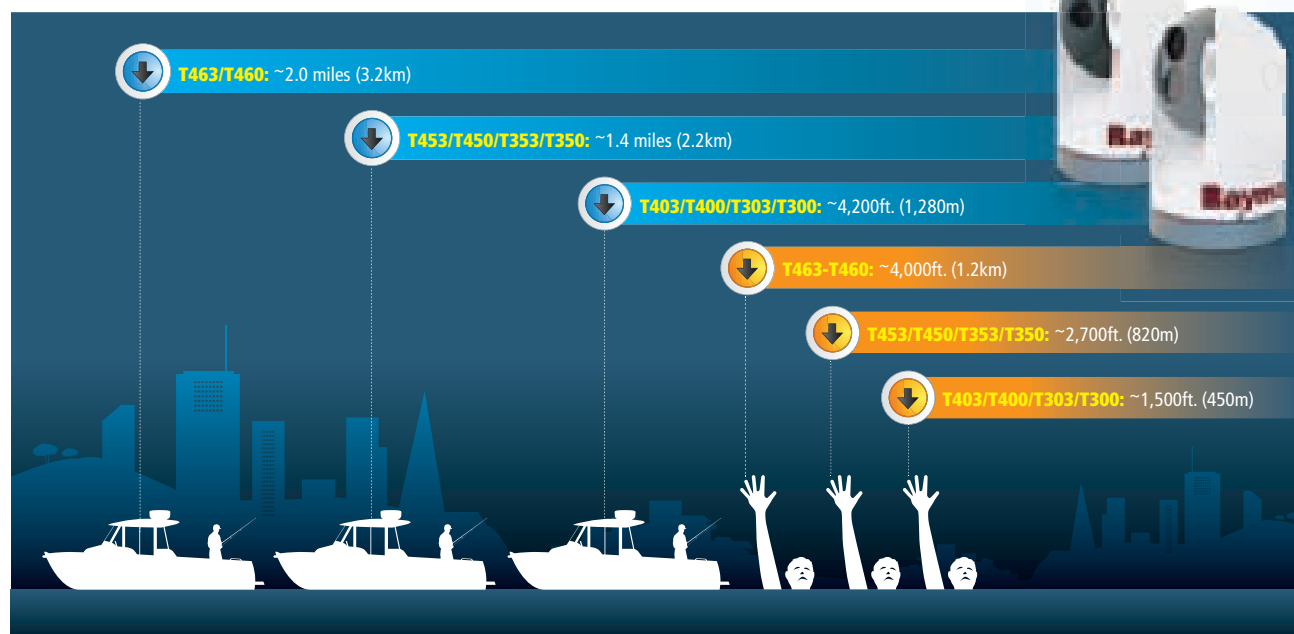 T463/T460: ~2.0 miles (3.2km)
T453/T450/T353/T350: ~1.4 miles (2.2km)
T403/T400/T303/T300: ~4,200ft. (1,280m)
T463-T460: ~4,000ft. (1.2km)
T453/T450/T353/T350: ~2,700ft. (820m)
T403/T400/T303/T300: ~1,500ft. (450m)